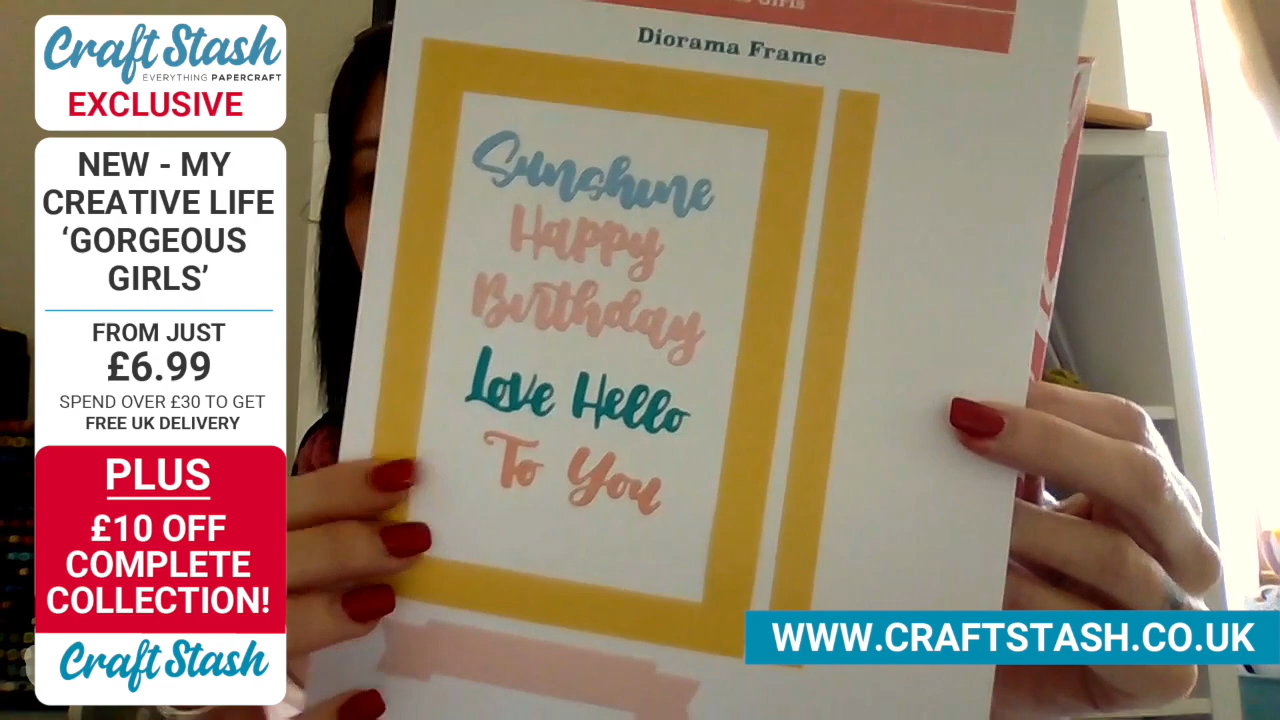 Craft Stash
EVERYTHING PAPERCRAFT
EXCLUSIVE
NEW - MY
CREATIVE LIFE
‘GORGEOUS
GIRLS’
FROM JUST
£6.99
SPEND OVER £30 TO GET
FREE UK DELIVERY
PLUS
£10 OFF
COMPLETE
COLLECTION!
Craft Stash
Diorama Frame
Sunshine
Happy
Birthday
Love Hello
To You
WWW.CRAFTSTASH.CO.UK